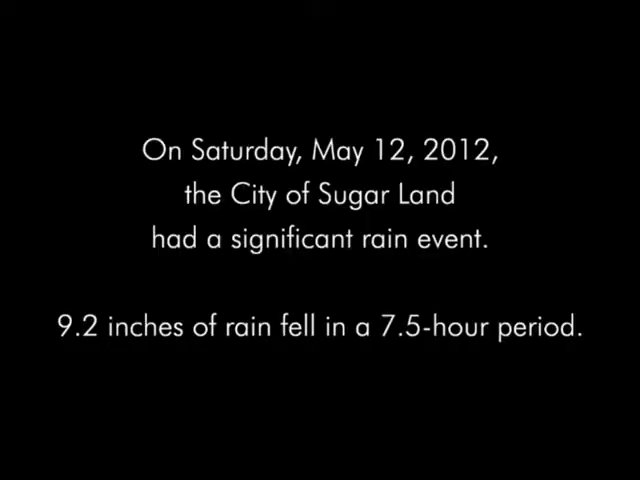 On Saturday, May 12, 2012,
the City of Sugar Land
had a significant rain event.
9.2 inches of rain fell in a 7.5-hour period.